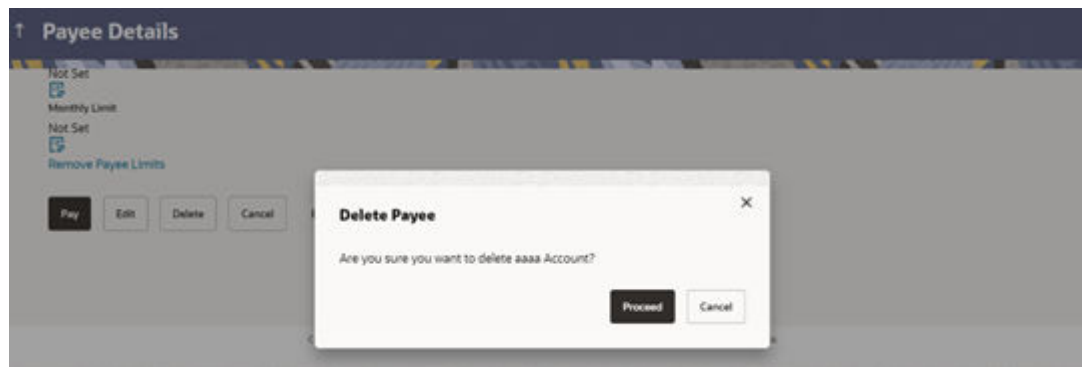 Payee Details
Not Set
Monthly Limit
Not Set
Remove Payee Limits
Pay Edit Delete Cancel
Delete Payee
Are you sure you want to delete aaaa Account?
Proceed Cancel